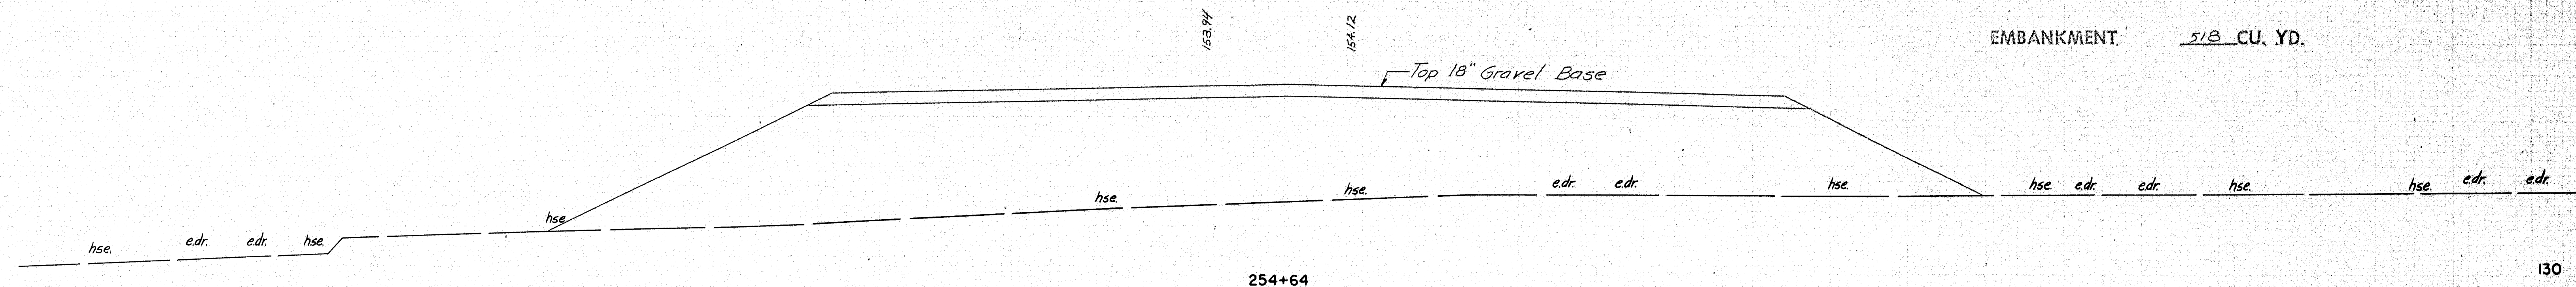 153.94
154.12
EMBANKMENT 518 CU. YD.
Top 18" Gravel Base
hse. e.dr. e.dr. hse. hse. hse. hse. e.dr. e.dr. hse. hse. e.dr. e.dr. hse. hse. e.dr. e.dr.
254+64
130